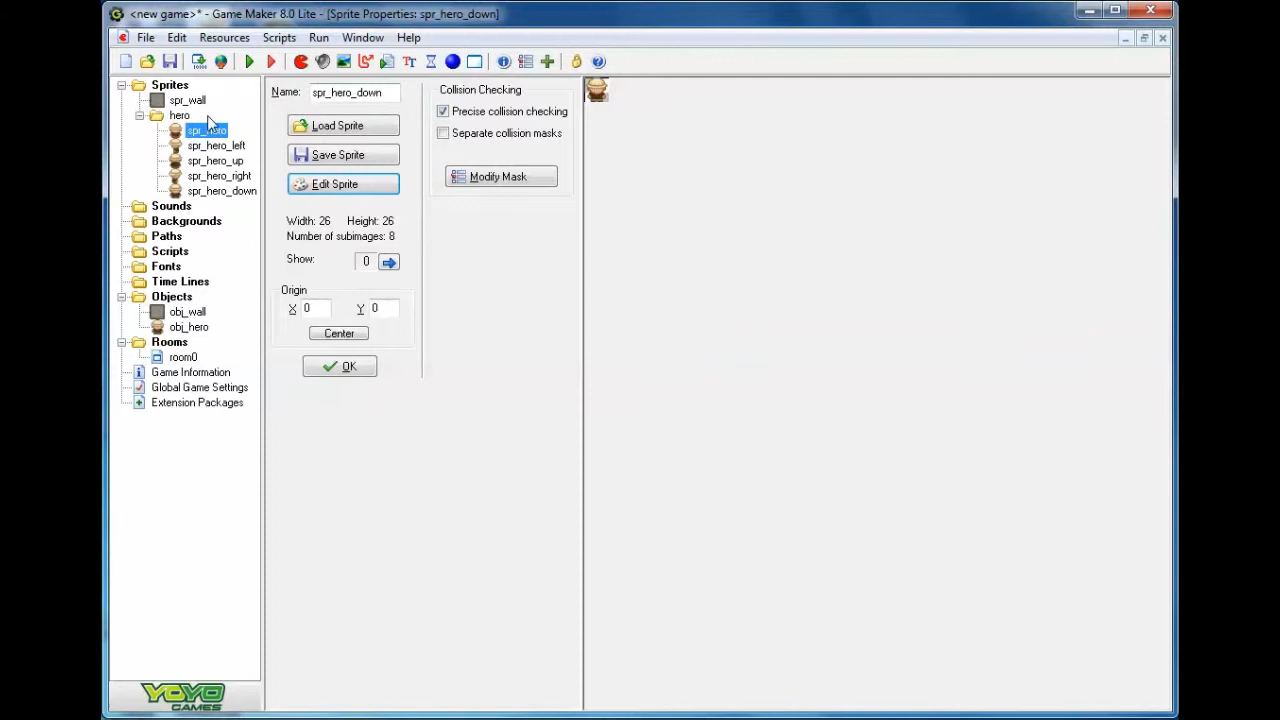 <new game>* - Game Maker 8.0 Lite - [Sprite Properties: spr_hero_down]
File Edit Resources Scripts Run Window Help
Sprites
spr_wall
hero
spr_hero
spr_hero_left
spr_hero_up
spr_hero_right
spr_hero_down
Sounds
Backgrounds
Paths
Scripts
Fonts
Time Lines
Objects
obj_wall
obj_hero
Rooms
room0
Game Information
Global Game Settings
Extension Packages
YOYO
GAMES
Name: spr_hero_down
Load Sprite
Save Sprite
Edit Sprite
Width: 26 Height: 26
Number of subimages: 8
Show: 0
Origin
X 0 Y 0
Center
OK
Collision Checking
Precise collision checking
Separate collision masks
Modify Mask